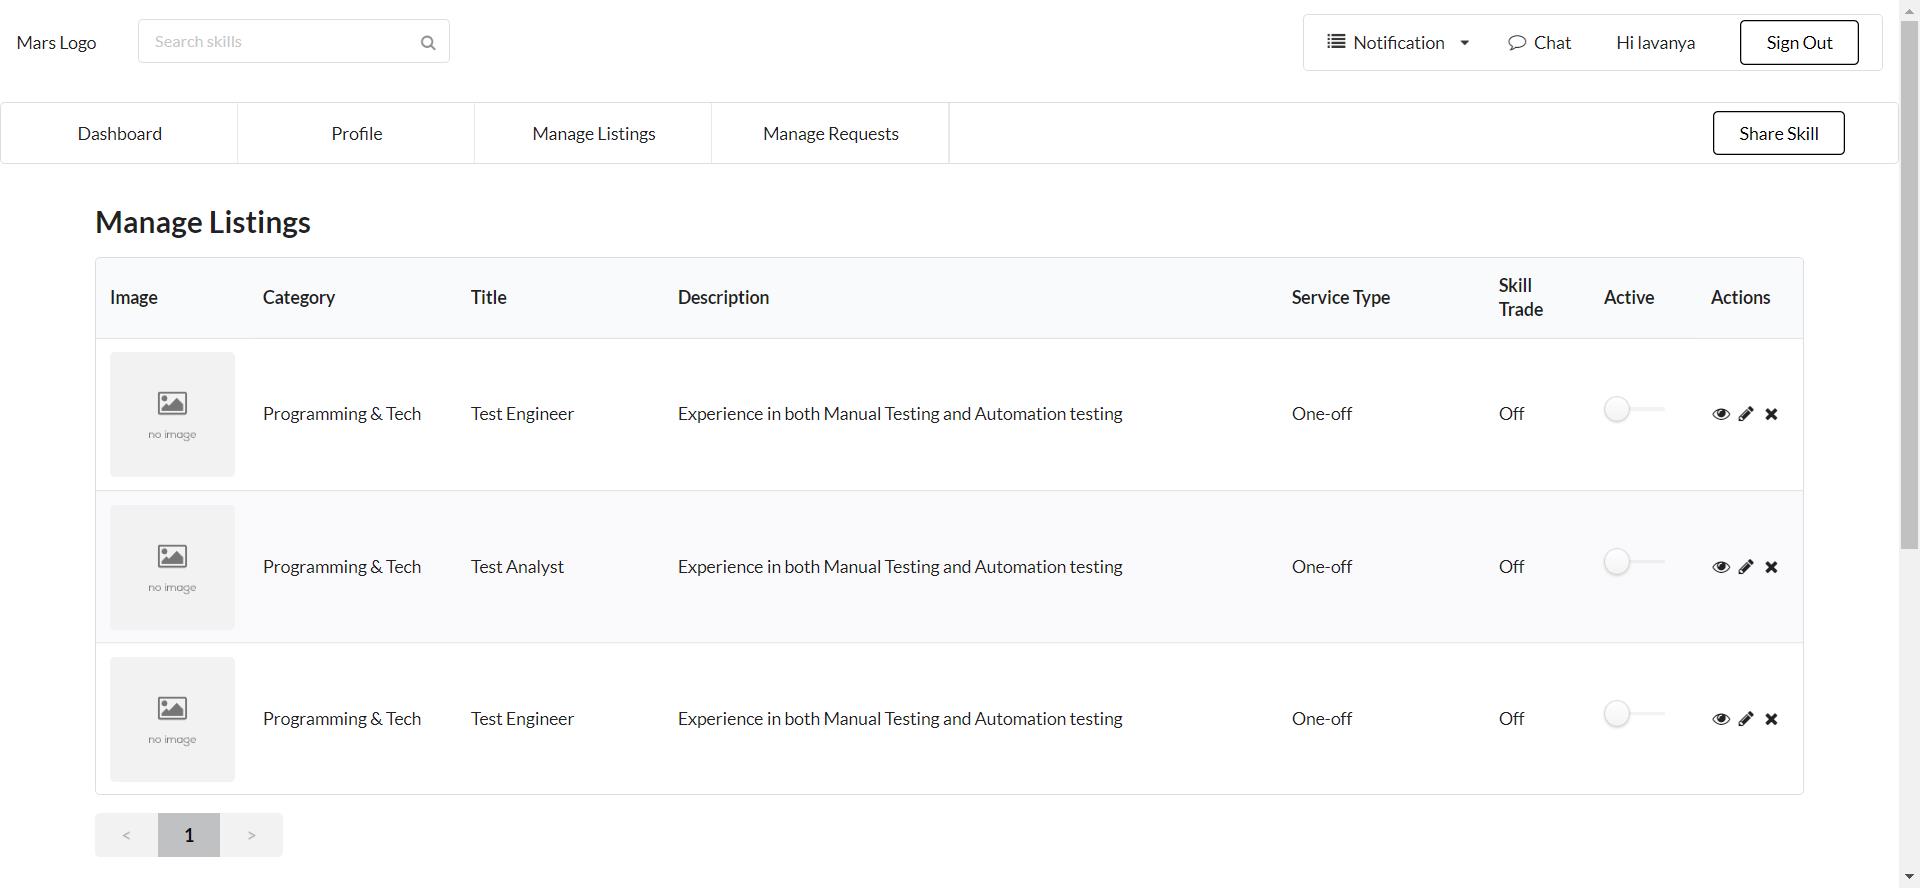 Mars Logo
Search skills
Notification
Chat
Hi lavanya
Sign Out
Dashboard
Profile
Manage Listings
Manage Requests
Share Skill
Manage Listings
Image Category Title Description Service Type Skill Trade Active Actions
no image
Programming & Tech Test Engineer Experience in both Manual Testing and Automation testing One-off Off
no image
Programming & Tech Test Analyst Experience in both Manual Testing and Automation testing One-off Off
no image
Programming & Tech Test Engineer Experience in both Manual Testing and Automation testing One-off Off
< 1 >